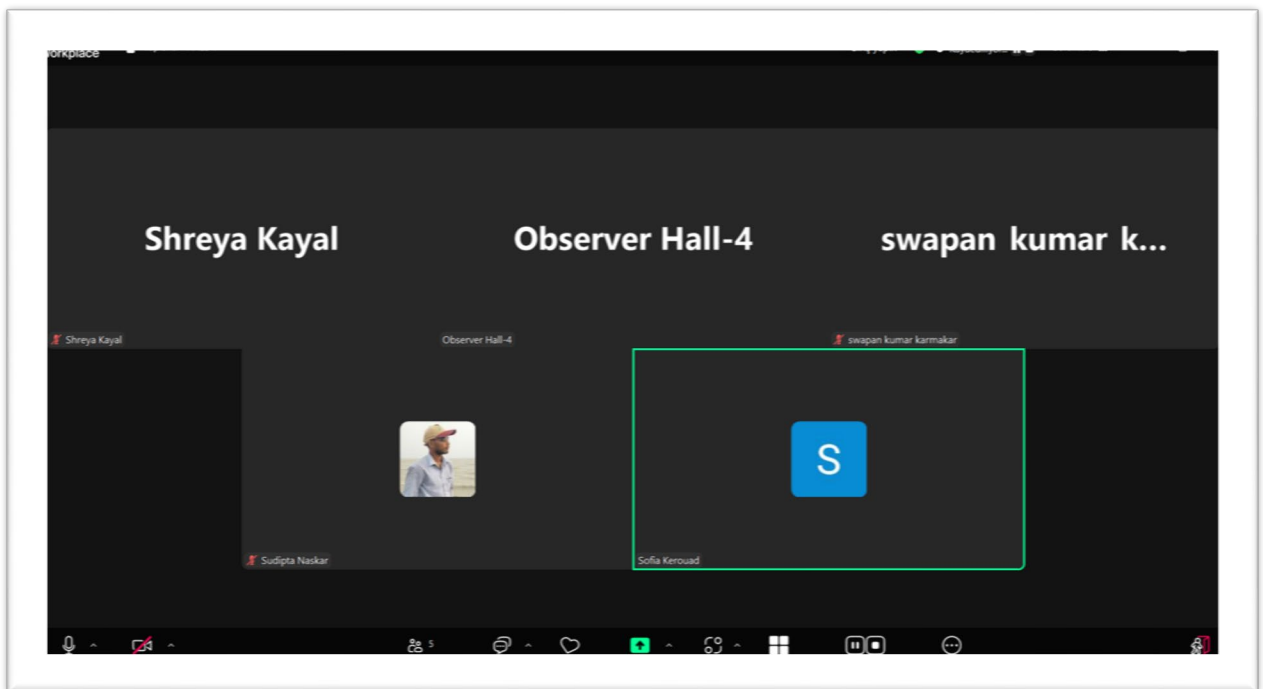 orkplace
Shreya Kayal
Observer Hall-4
swapan kumar k...
Shreya Kayal
Observer Hall-4
swapan kumar karmakar
S
Sudipta Naskar
Sofia Kerouad
5